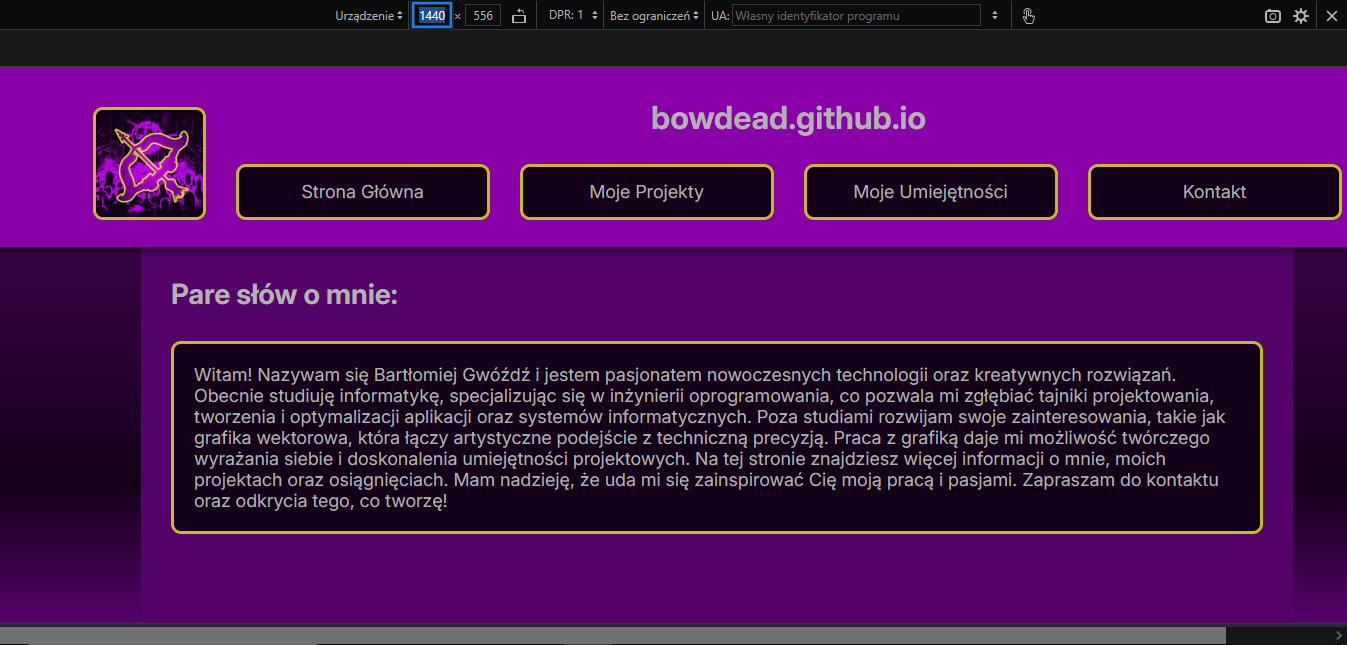 Urządzenie 1440 × 556 DPR: 1 Bez ograniczeń UA: Własny identyfikator programu
bowdead.github.io
Strona Główna Moje Projekty Moje Umiejętności Kontakt
Pare słów o mnie:
Witam! Nazywam się Bartłomiej Gwóźdź i jestem pasjonatem nowoczesnych technologii oraz kreatywnych rozwiązań.
Obecnie studiuję informatykę, specjalizując się w inżynierii oprogramowania, co pozwala mi zgłębiać tajniki projektowania,
tworzenia i optymalizacji aplikacji oraz systemów informatycznych. Poza studiami rozwijam swoje zainteresowania, takie jak
grafika wektorowa, która łączy artystyczne podejście z techniczną precyzją. Praca z grafiką daje mi możliwość twórczego
wyrażania siebie i doskonalenia umiejętności projektowych. Na tej stronie znajdziesz więcej informacji o mnie, moich
projektach oraz osiągnięciach. Mam nadzieję, że uda mi się zainspirować Cię moją pracą i pasjami. Zapraszam do kontaktu
oraz odkrycia tego, co tworzę!